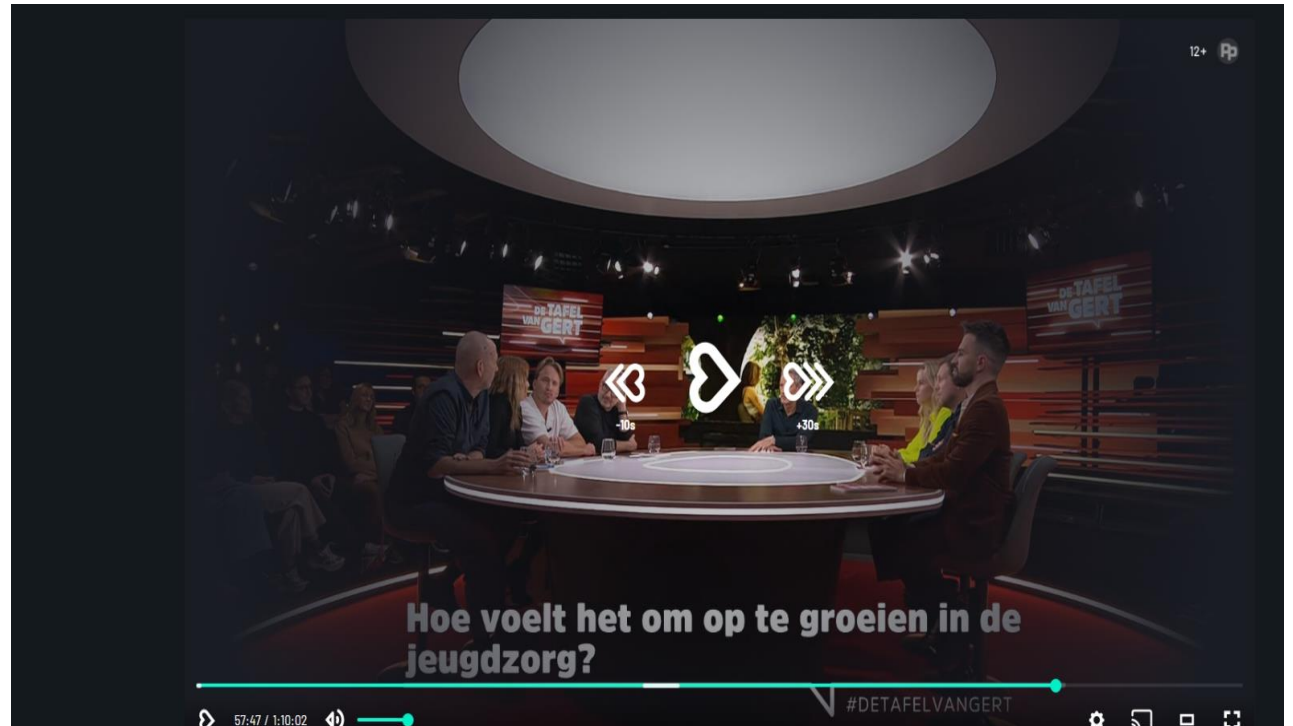 12+ Pp
DE TAFEL
VAN GERT
DE TAFEL
VAN GERT
-10s
+30s
Hoe voelt het om op te groeien in de
jeugdzorg?
#DETAFELVANGERT
57:47 / 1:10:02